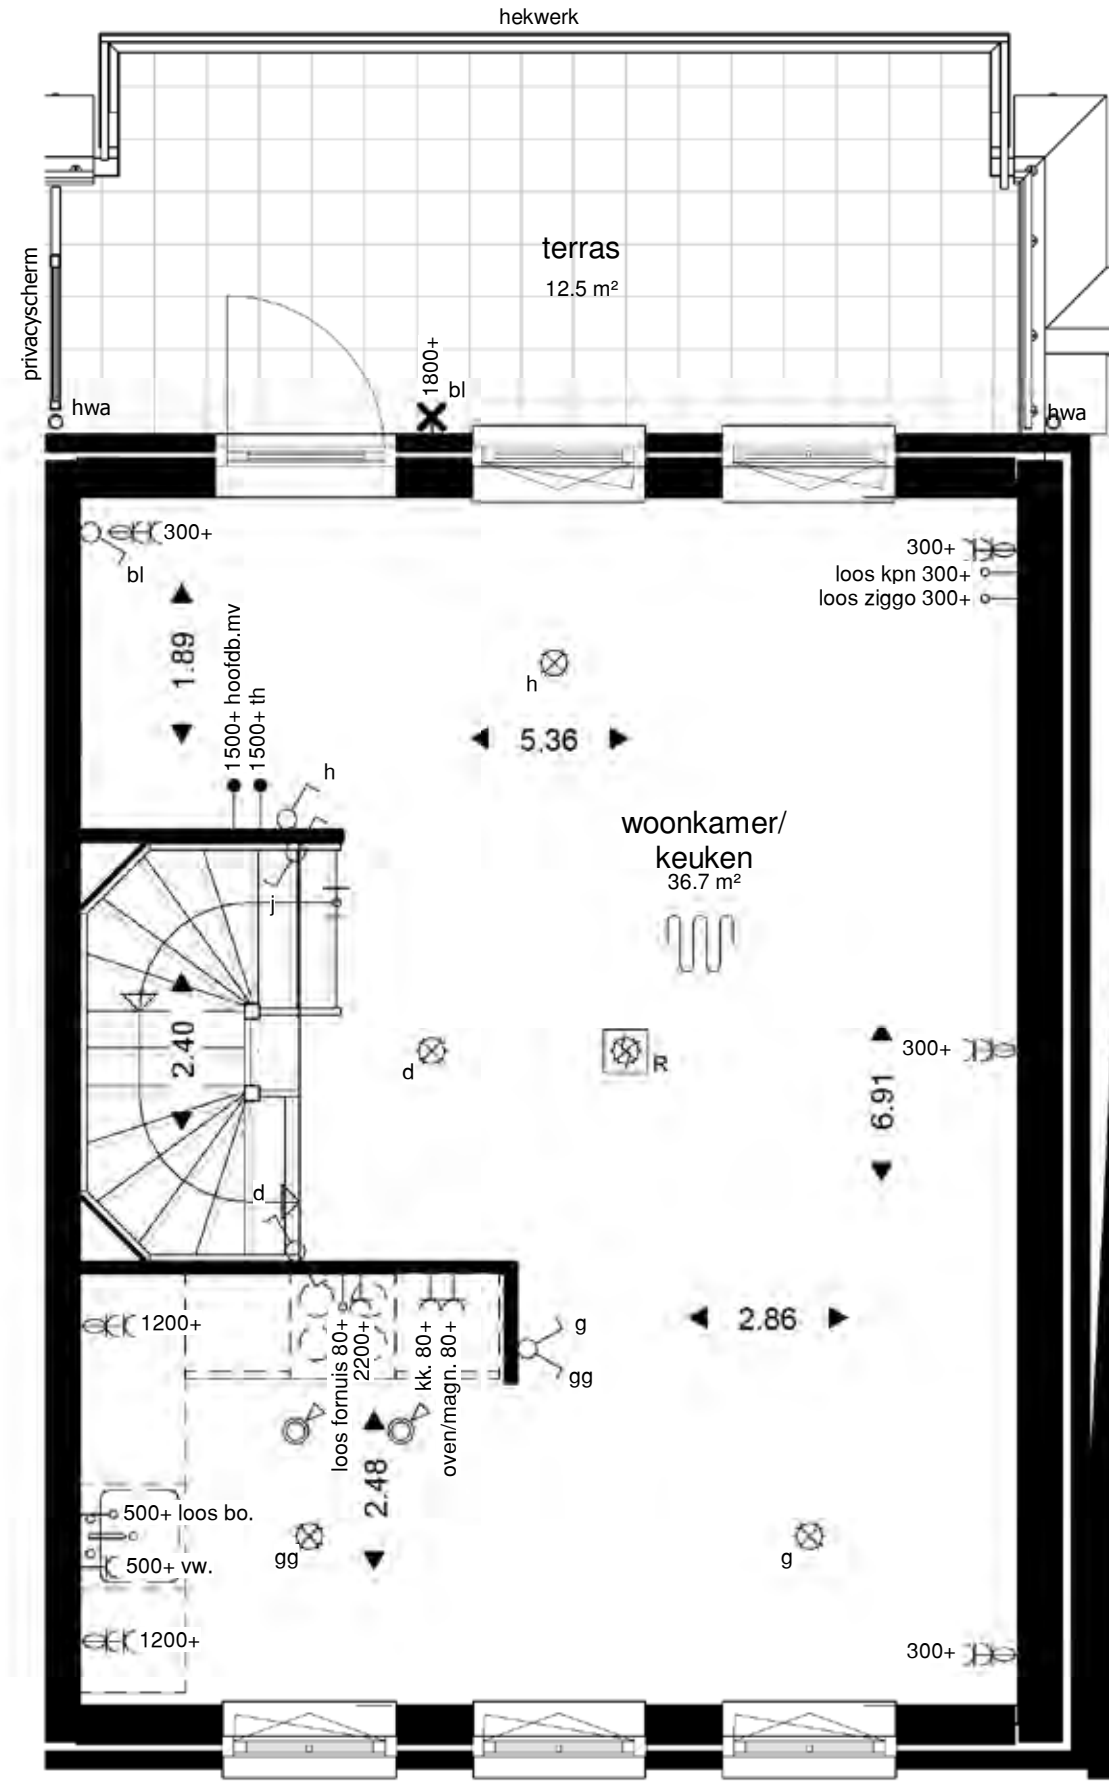 hekwerk
terras
12.5 m²
privacyscherm
1800+
bl
hwa
hwa
300+
bl
300+
loos kpn 300+
loos ziggo 300+
1.89
1500+ hoofdb.mv
1500+ th
h
h
5.36
woonkamer/
keuken
36.7 m²
j
2.40
d
R
300+
6.91
d
1200+
loos fornuis 80+
2200+
kk. 80+
oven/magn. 80+
g
gg
2.86
2.48
500+ loos bo.
500+ vw.
gg
g
1200+
300+